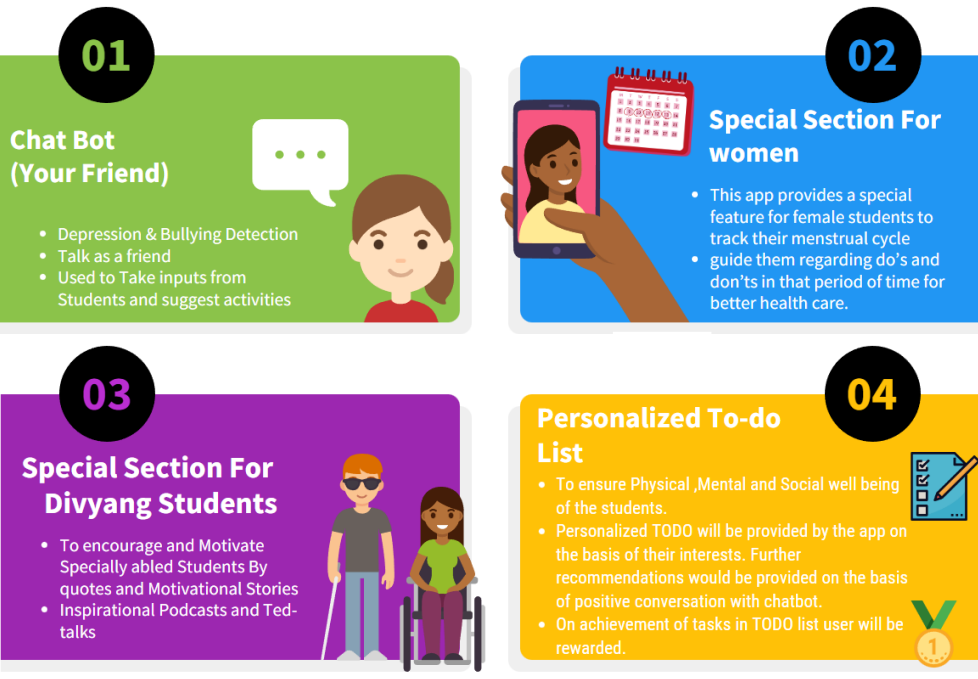 01
Chat Bot
(Your Friend)
• Depression & Bullying Detection
• Talk as a friend
• Used to Take inputs from
Students and suggest activities
02
Special Section For
women
• This app provides a special
feature for female students to
track their menstrual cycle
• guide them regarding do’s and
don’ts in that period of time for
better health care.
03
Special Section For
Divyang Students
• To encourage and Motivate
Specially abled Students By
quotes and Motivational Stories
• Inspirational Podcasts and Ted-
talks
04
Personalized To-do
List
• To ensure Physical ,Mental and Social well being
of the students.
• Personalized TODO will be provided by the app on
the basis of their interests. Further
recommendations would be provided on the basis
of positive conversation with chatbot.
• On achievement of tasks in TODO list user will be
rewarded.
1